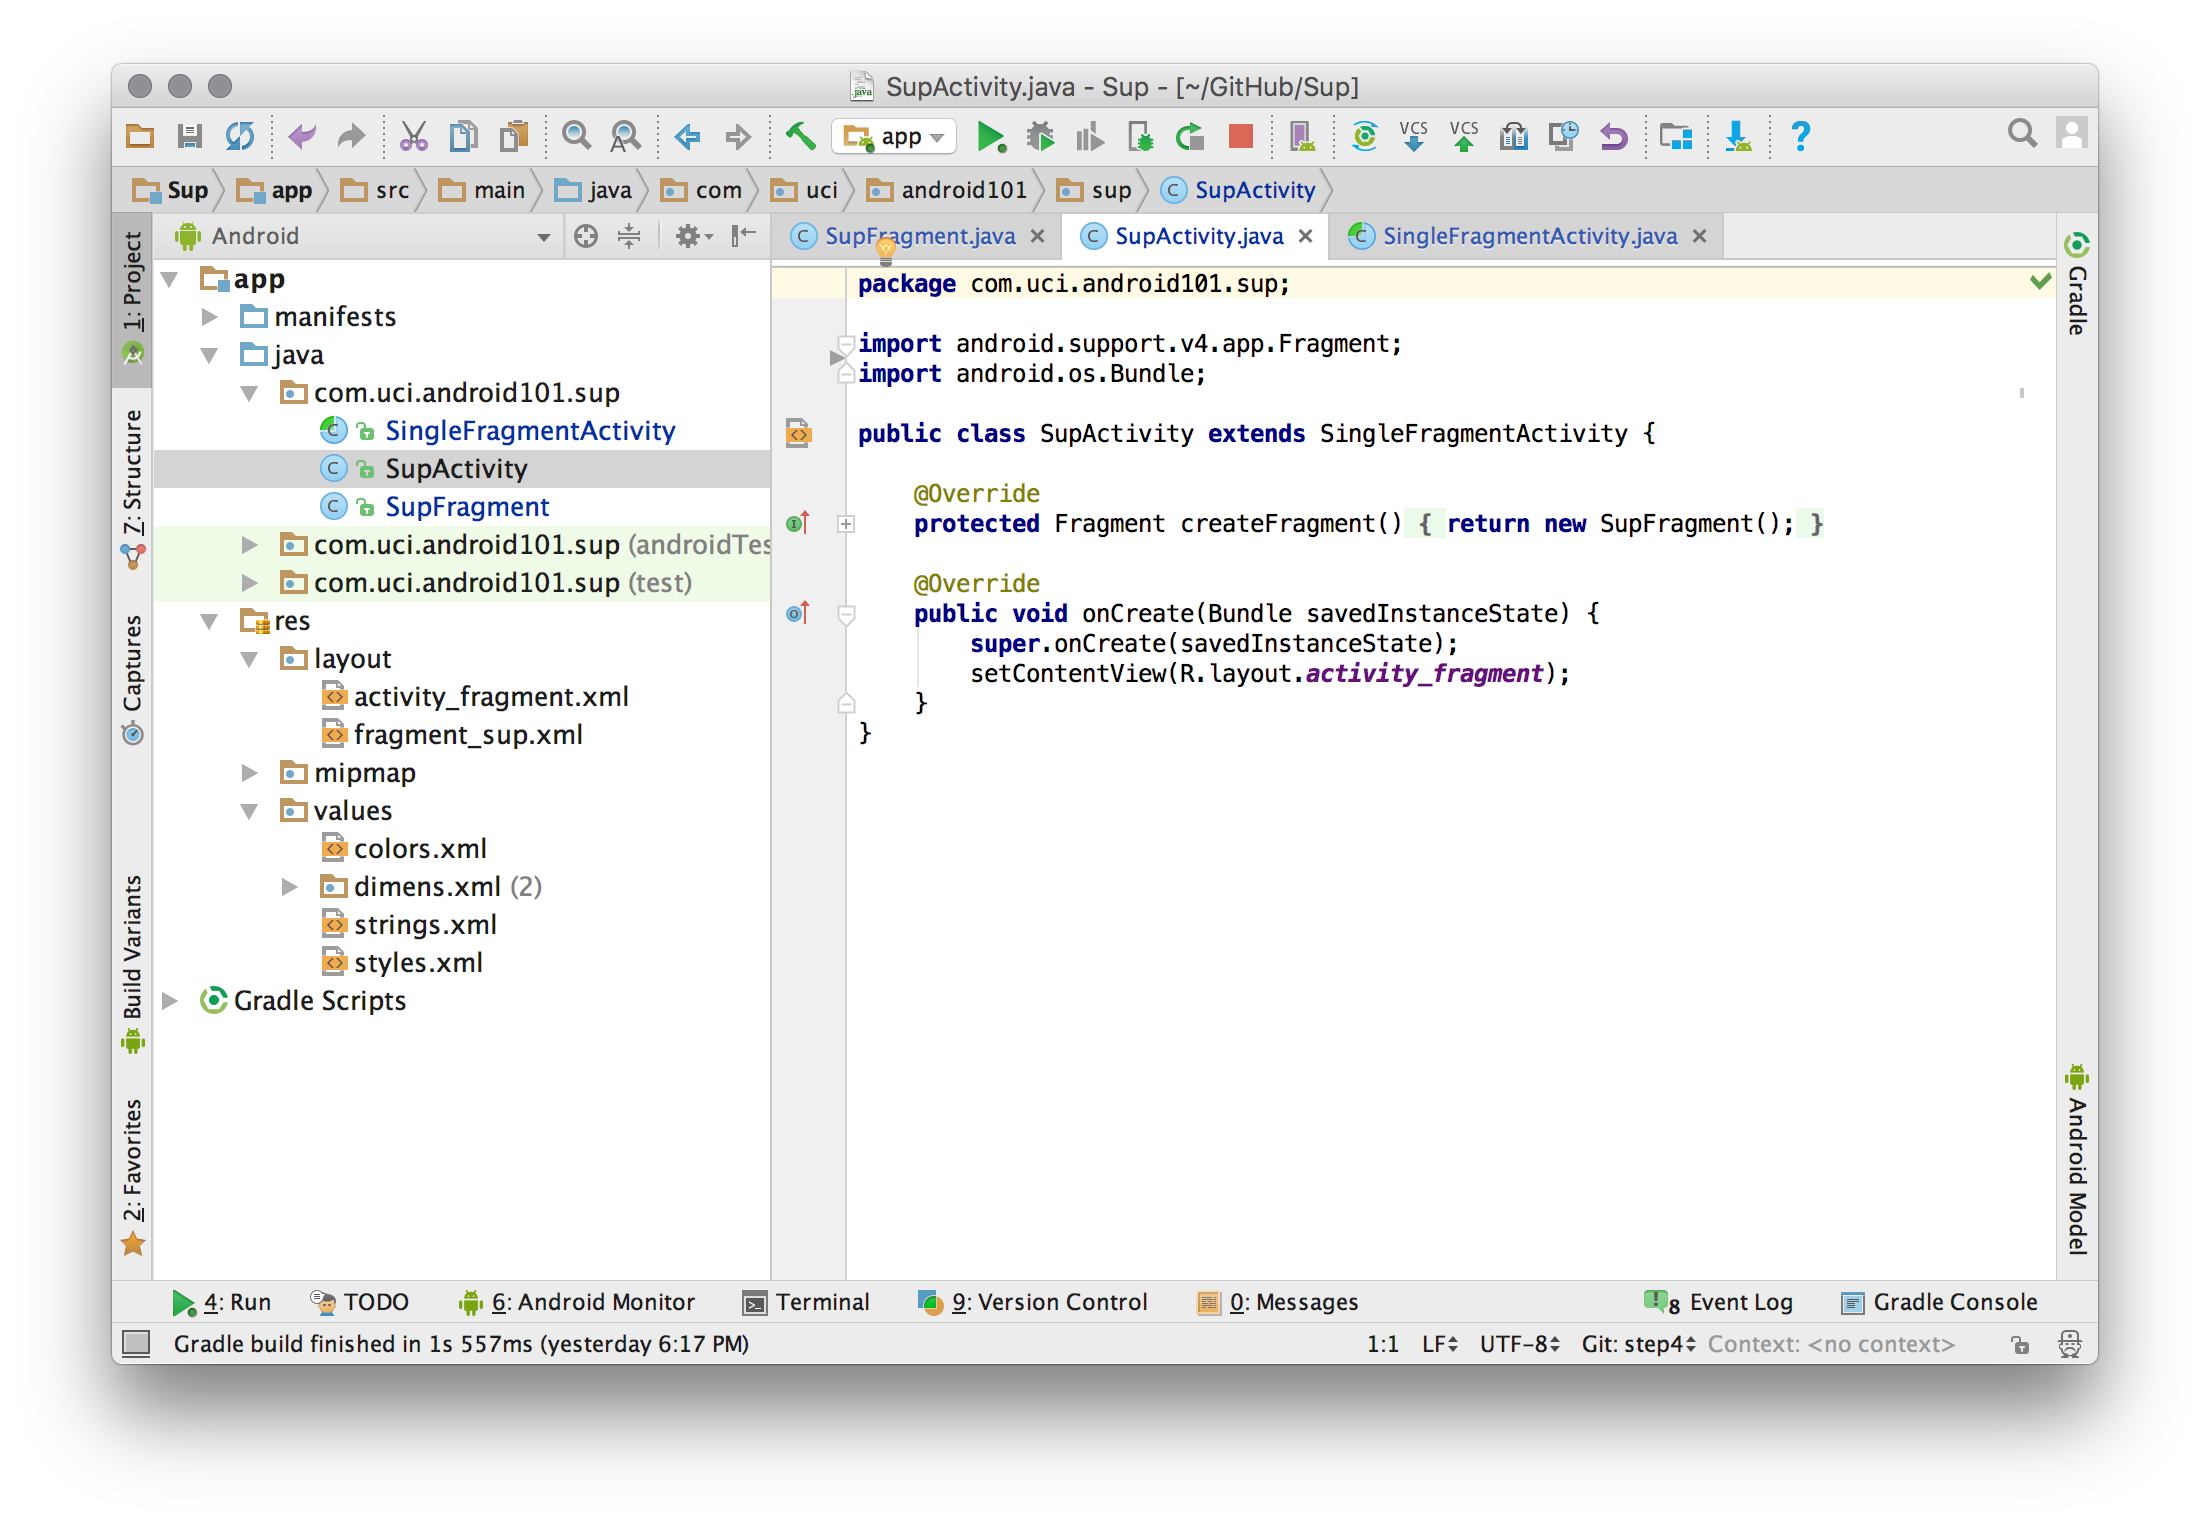 SupActivity.java - Sup - [~/GitHub/Sup]
app
VCS
VCS
?
Sup app src main java com uci android101 sup SupActivity
Android
SupFragment.java SupActivity.java SingleFragmentActivity.java
1: Project
7: Structure
Captures
Build Variants
2: Favorites
app
manifests
java
com.uci.android101.sup
SingleFragmentActivity
SupActivity
SupFragment
com.uci.android101.sup (androidTes
com.uci.android101.sup (test)
res
layout
activity_fragment.xml
fragment_sup.xml
mipmap
values
colors.xml
dimens.xml (2)
strings.xml
styles.xml
Gradle Scripts
package com.uci.android101.sup;
import android.support.v4.app.Fragment;
import android.os.Bundle;
public class SupActivity extends SingleFragmentActivity {
@Override
protected Fragment createFragment() { return new SupFragment(); }
@Override
public void onCreate(Bundle savedInstanceState) {
super.onCreate(savedInstanceState);
setContentView(R.layout.activity_fragment);
}
}
Gradle
Android Model
4: Run TODO 6: Android Monitor Terminal 9: Version Control 0: Messages 8 Event Log Gradle Console
Gradle build finished in 1s 557ms (yesterday 6:17 PM) 1:1 LF UTF-8 Git: step4 Context: <no context>